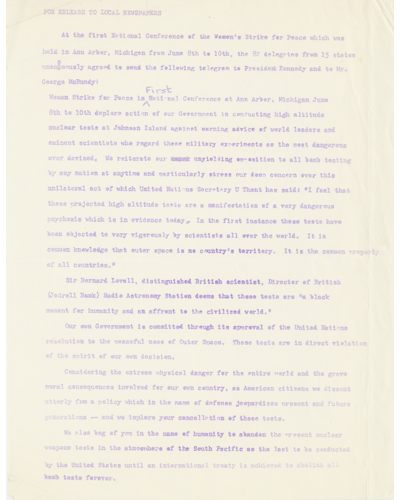 FOR RELEASE TO LOCAL NEWSPAPERS
At the first National Conference of the Women's Strike for Peace which was
held in Ann Arbor, Michigan from June 8th to 10th, the 82 delegates from 15 states
unanimously agreed to send the following telegram to President Kennedy and to Mr.
George McBundy:
Women Strike for Peace in First National Conference at Ann Arbor, Michigan June
8th to 10th deplore action of our Government in contracting high altitude
nuclear tests at Johnson Island against warning advice of world leaders and
eminent scientists who regard these military experiments as the most dangerous
ever devised. We reiterate our unyielding opposition to all bomb testing
by any nation at anytime and particularly stress our deep concern over this
unilateral act of which United Nations Secretary U Thant has said: "I feel that
these projected high altitude tests are a manifestation of a very dangerous
psychosis which is in evidence today. In the first instance these tests have
been objected to very vigorously by scientists all over the world. It is
common knowledge that outer space is no country's territory. It is the common property
of all countries."
Sir Bernard Lovell, distinguished British scientist, Director of British
(Jodrell Bank) Radio Astronomy Station deems that these tests are "a black
moment for humanity and an affront to the civilized world."
Our own Government is committed through its approval of the United Nations
resolution to the peaceful uses of Outer Space. These tests are in direct violation
of the spirit of our own decision.
Considering the extreme physical danger for the entire world and the grave
moral consequences involved for our own country, as American citizens we dissent
utterly from a policy which in the name of defense jeopardizes present and future
generations -- and we implore your cancellation of these tests.
We also beg of you in the name of humanity to abandon the present nuclear
weapons tests in the atmosphere of the South Pacific as the last to be conducted
by the United States until an international treaty is achieved to abolish all
bomb tests forever.